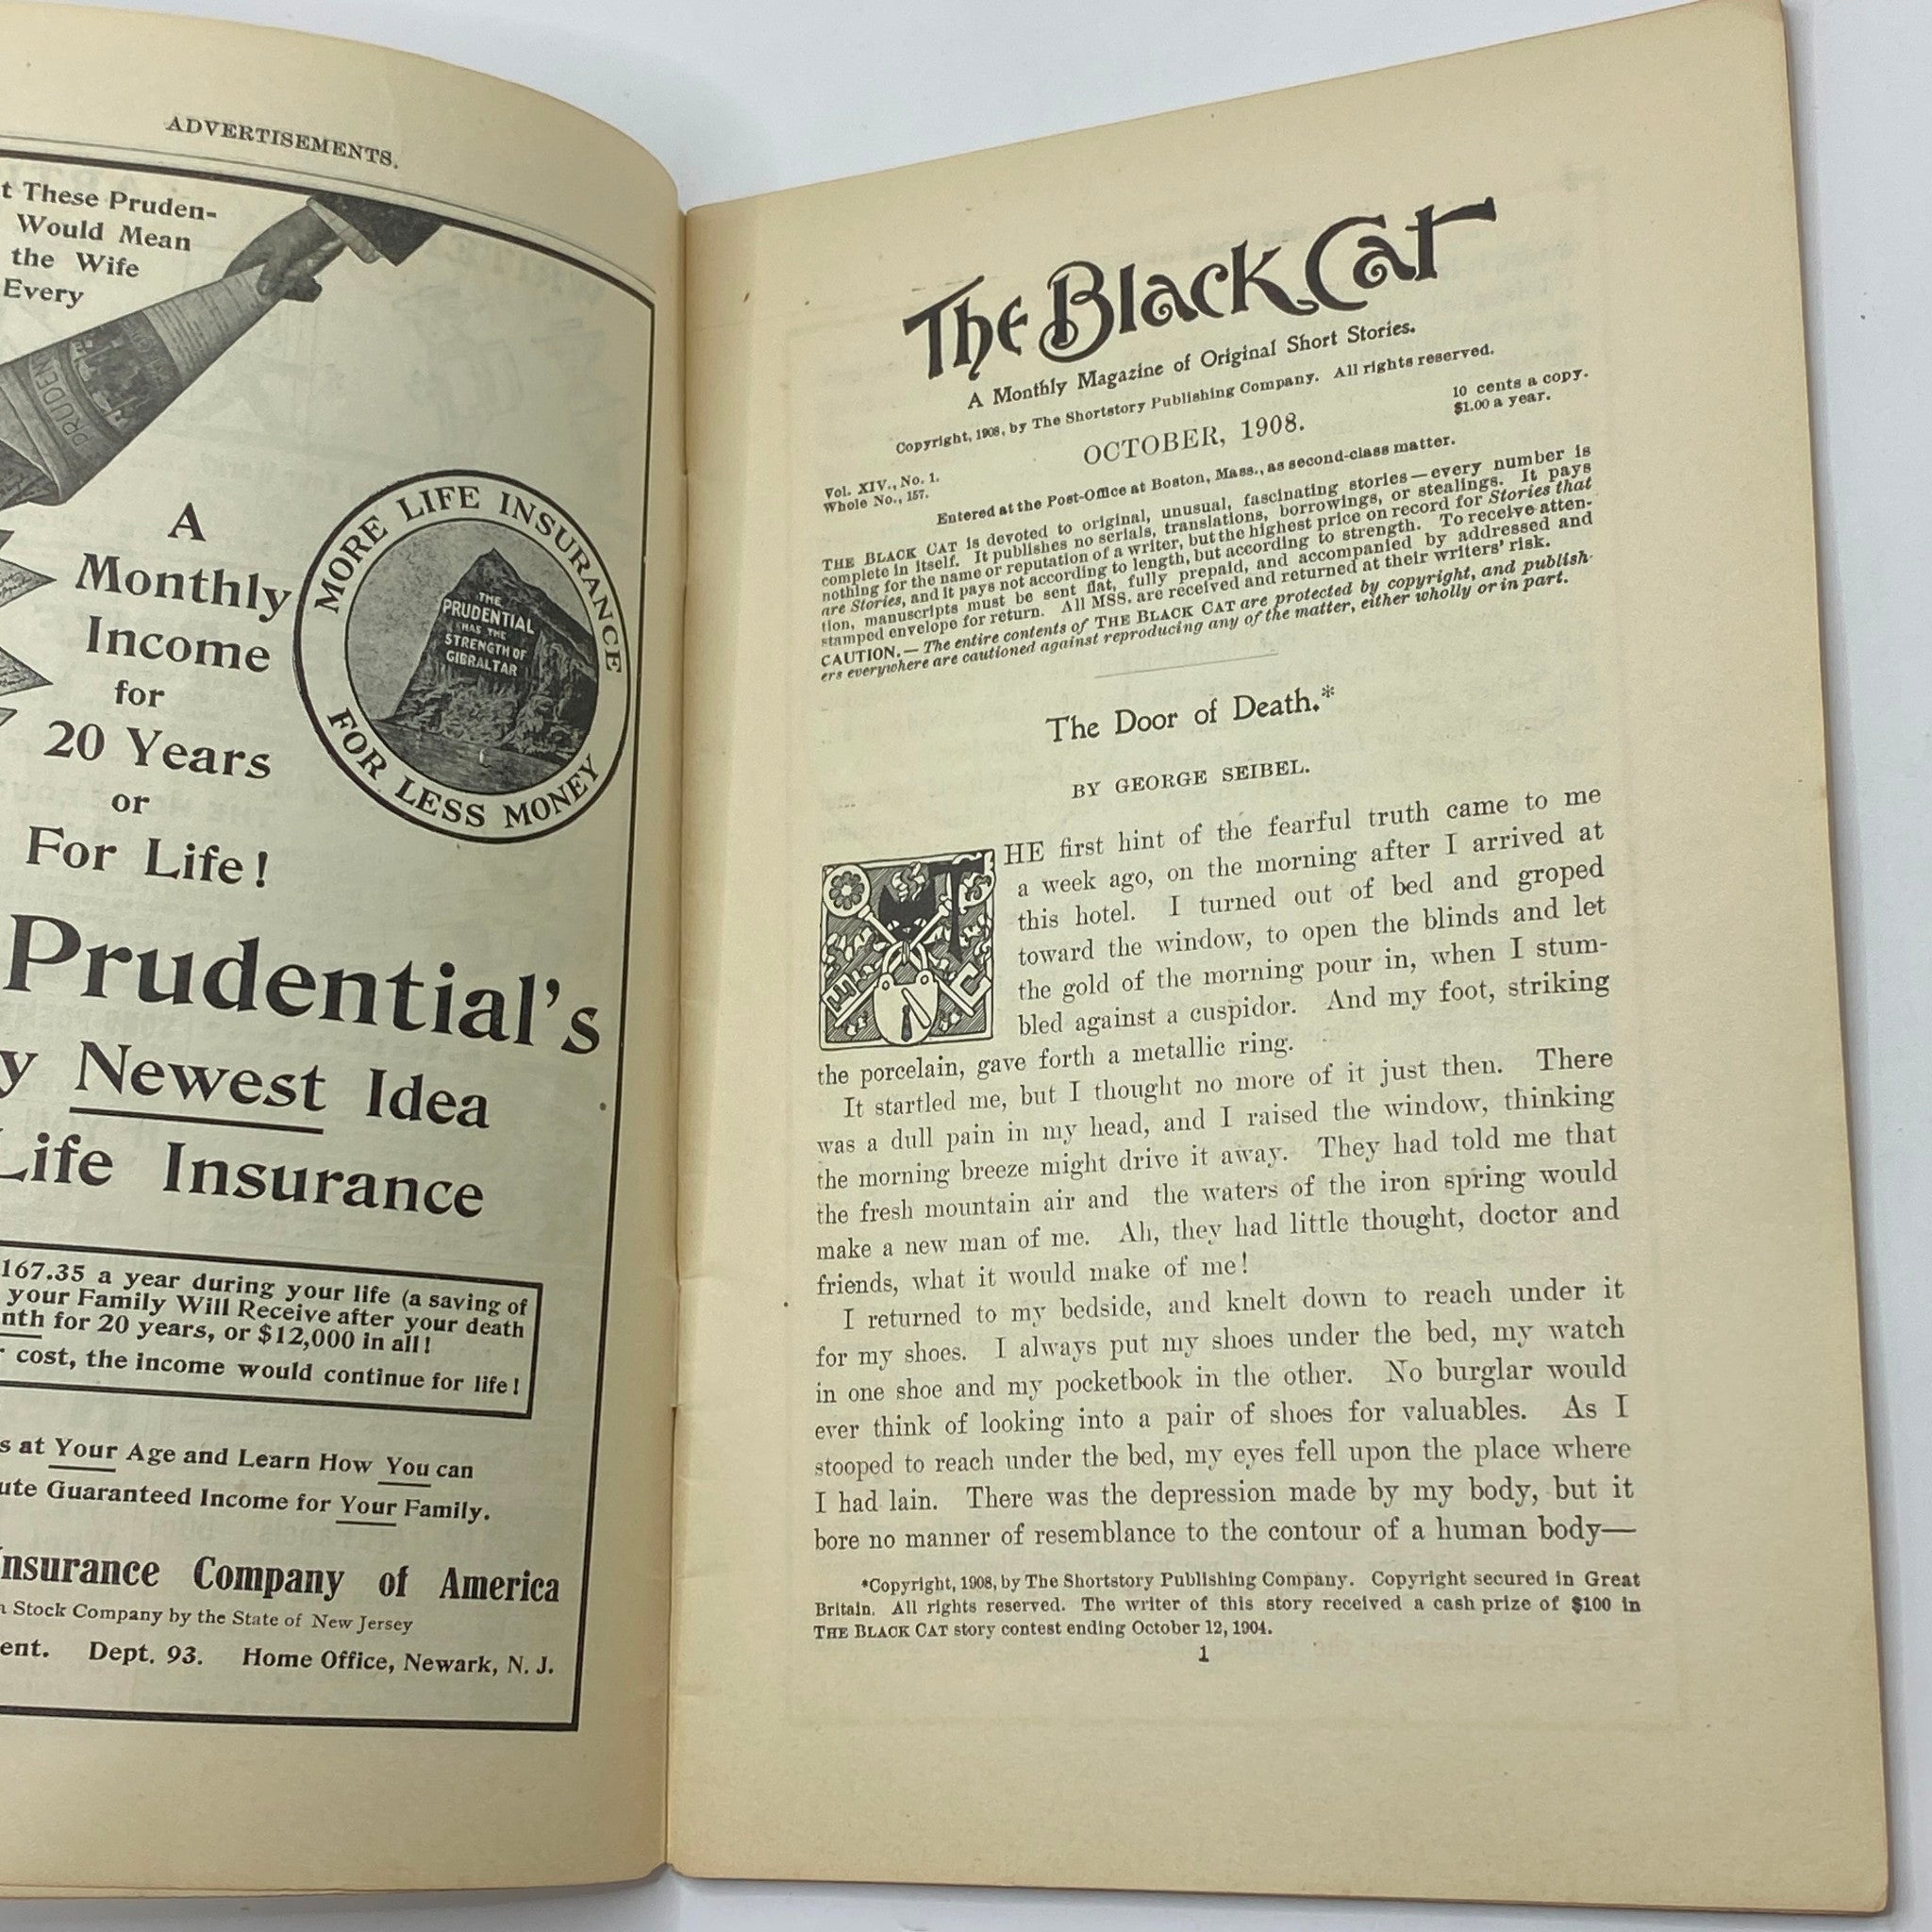 ADVERTISEMENTS.
t These Pruden-
Would Mean
the Wife
Every
PRUDEN
A
Monthly
Income
for
20 Years
or
For Life!
MORE LIFE INSURANCE
FOR LESS MONEY
THE
PRUDENTIAL
HAS THE
STRENGTH OF
GIBRALTAR
Prudential's
y Newest Idea
Life Insurance
167.35 a year during your life (a saving of
your Family Will Receive after your death
nth for 20 years, or $12,000 in all!
r cost, the income would continue for life!
s at Your Age and Learn How You can
ute Guaranteed Income for Your Family.
Insurance Company of America
a Stock Company by the State of New Jersey
ent. Dept. 93. Home Office, Newark, N. J.
The Black Cat
A Monthly Magazine of Original Short Stories.
Copyright, 1908, by The Shortstory Publishing Company. All rights reserved.
Vol. XIV., No. 1.
Whole No., 157.
OCTOBER, 1908.
10 cents a copy.
$1.00 a year.
Entered at the Post-Office at Boston, Mass., as second-class matter.
THE BLACK CAT is devoted to original, unusual, fascinating stories—every number is
complete in itself. It publishes no serials, translations, borrowings, or stealings. It pays
nothing for the name or reputation of a writer, but the highest price on record for Stories that
are Stories, and it pays not according to length, but according to strength. To receive atten-
tion, manuscripts must be sent flat, fully prepaid, and accompanied by addressed and
stamped envelope for return. All MSS. are received and returned at their writers' risk.
CAUTION.—The entire contents of THE BLACK CAT are protected by copyright, and publish-
ers everywhere are cautioned against reproducing any of the matter, either wholly or in part.
The Door of Death.*
BY GEORGE SEIBEL.
THE first hint of the fearful truth came to me
a week ago, on the morning after I arrived at
this hotel. I turned out of bed and groped
toward the window, to open the blinds and let
the gold of the morning pour in, when I stum-
bled against a cuspidor. And my foot, striking
the porcelain, gave forth a metallic ring.
It startled me, but I thought no more of it just then. There
was a dull pain in my head, and I raised the window, thinking
the morning breeze might drive it away. They had told me that
the fresh mountain air and the waters of the iron spring would
make a new man of me. Ah, they had little thought, doctor and
friends, what it would make of me!
I returned to my bedside, and knelt down to reach under it
for my shoes. I always put my shoes under the bed, my watch
in one shoe and my pocketbook in the other. No burglar would
ever think of looking into a pair of shoes for valuables. As I
stooped to reach under the bed, my eyes fell upon the place where
I had lain. There was the depression made by my body, but it
bore no manner of resemblance to the contour of a human body—
*Copyright, 1908, by The Shortstory Publishing Company. Copyright secured in Great
Britain. All rights reserved. The writer of this story received a cash prize of $100 in
THE BLACK CAT story contest ending October 12, 1904.
1